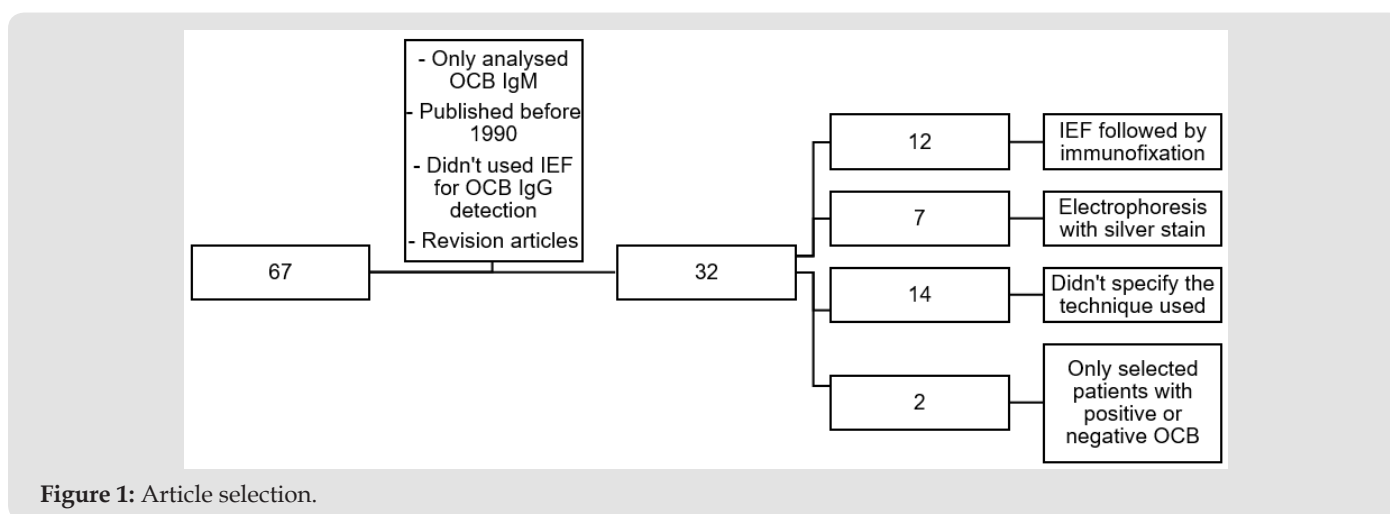 - Only analysed
OCB IgM
- Published before
1990
- Didn't used IEF
for OCB IgG
detection
- Revision articles
67
32
12
IEF followed by
immunofixation
7
Electrophoresis
with silver stain
14
Didn't specify the
technique used
2
Only selected
patients with
positive or
negative OCB
Figure 1: Article selection.